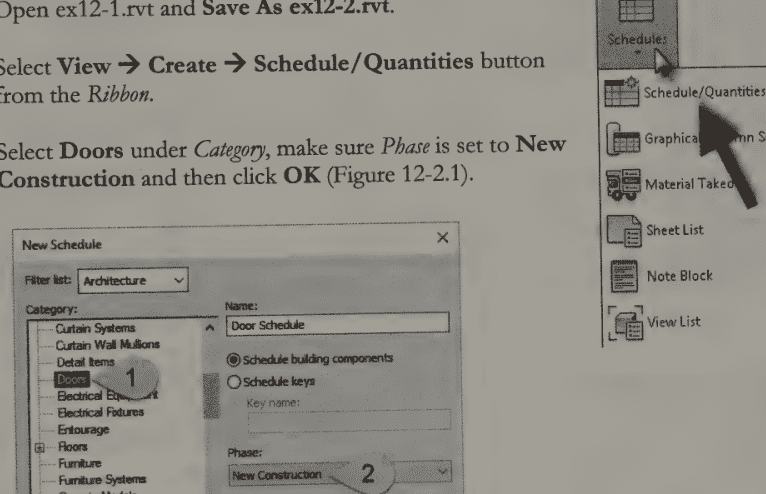 Open ex12-1.rvt and Save As ex12-2.rvt.
Select View → Create → Schedule/Quantities button
from the Ribbon.
Select Doors under Category, make sure Phase is set to New
Construction and then click OK (Figure 12-2.1).
New Schedule
Filter list: Architecture
Category:
Curtain Systems
Curtain Wall Mullions
Detail Items
Doors
1
Electrical
Electrical Fixtures
Entourage
Floors
Furniture
Furniture Systems
Name:
Door Schedule
Schedule building components
Schedule keys
Key name:
Phase:
New Construction
2
Schedules
Schedule/Quantities
Material
Sheet List
Note Block
View List